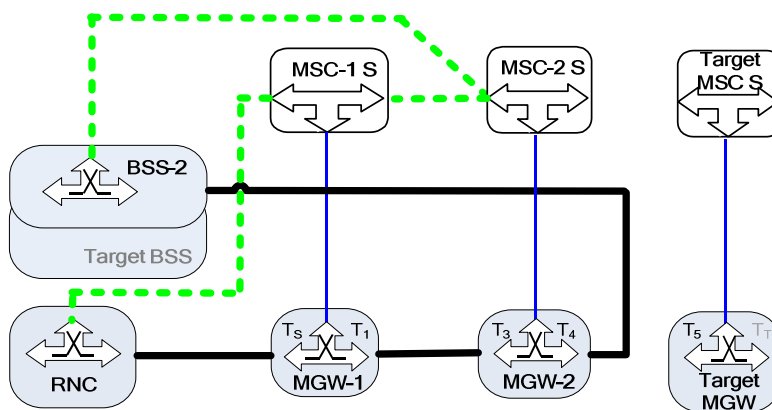 MSC-1 S
MSC-2 S
Target
MSC S
BSS-2
Target BSS
RNC
TS
T1
MGW-1
T3
T4
MGW-2
T5
TT
Target
MGW